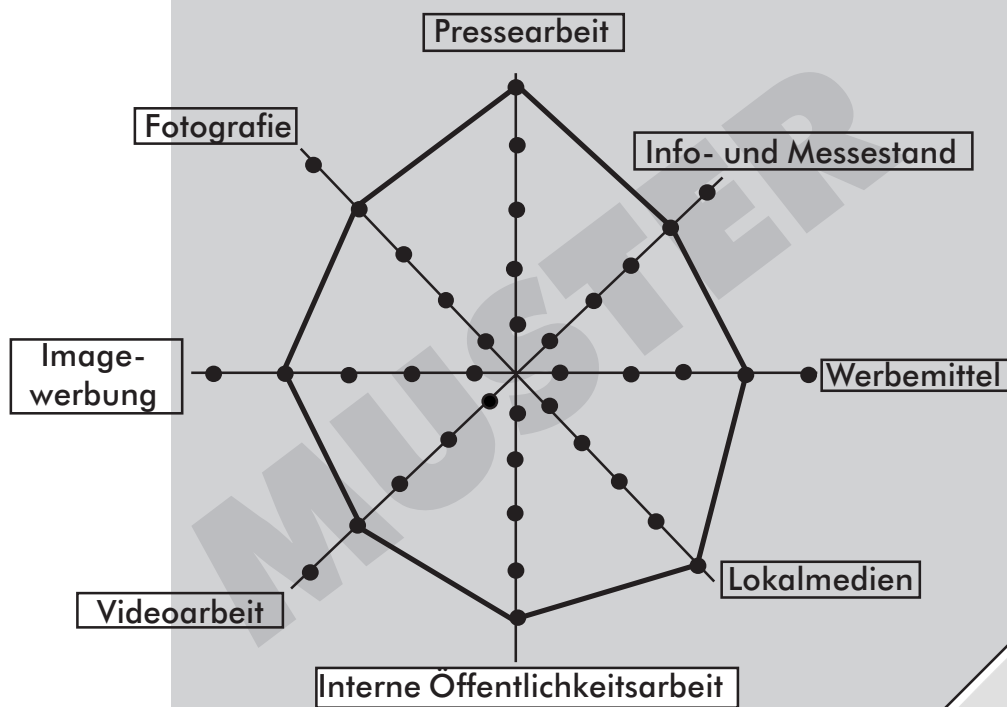 Pressearbeit
Fotografie
Info- und Messestand
Image-
werbung
Werbemittel
Videoarbeit
Lokalmedien
Interne Öffentlichkeitsarbeit
MUSTER